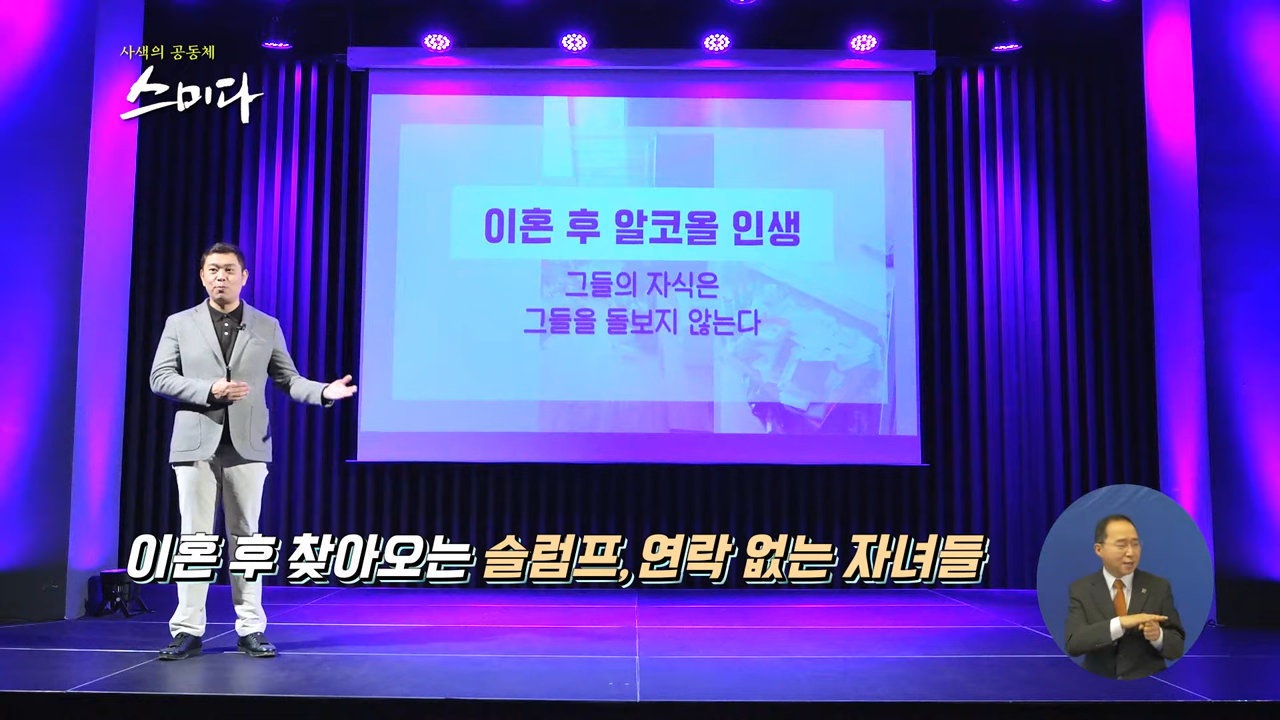 사색의 공동체
스미다
이혼 후 알코올 인생
그들의 자식은
그들을 돌보지 않는다
이혼 후 찾아오는 슬럼프, 연락 없는 자녀들